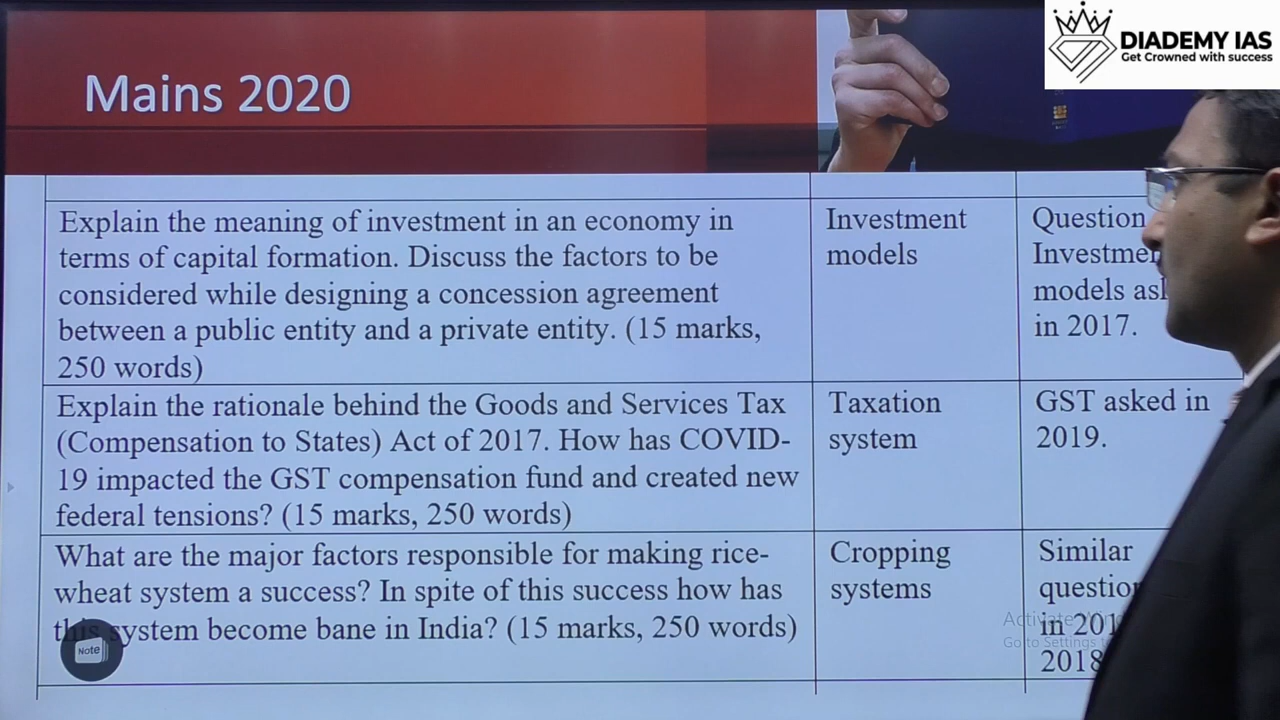 DIADEMY IAS
Get Crowned with success
Mains 2020
Explain the meaning of investment in an economy in
terms of capital formation. Discuss the factors to be
considered while designing a concession agreement
between a public entity and a private entity. (15 marks,
250 words)
Investment
models
Question
in 2017.
Explain the rationale behind the Goods and Services Tax
(Compensation to States) Act of 2017. How has COVID-
19 impacted the GST compensation fund and created new
federal tensions? (15 marks, 250 words)
Taxation
system
GST asked in
2019.
What are the major factors responsible for making rice-
wheat system a success? In spite of this success how has
this system become bane in India? (15 marks, 250 words)
Cropping
systems
Similar
in
2018
Note
Activate
Go to Settings